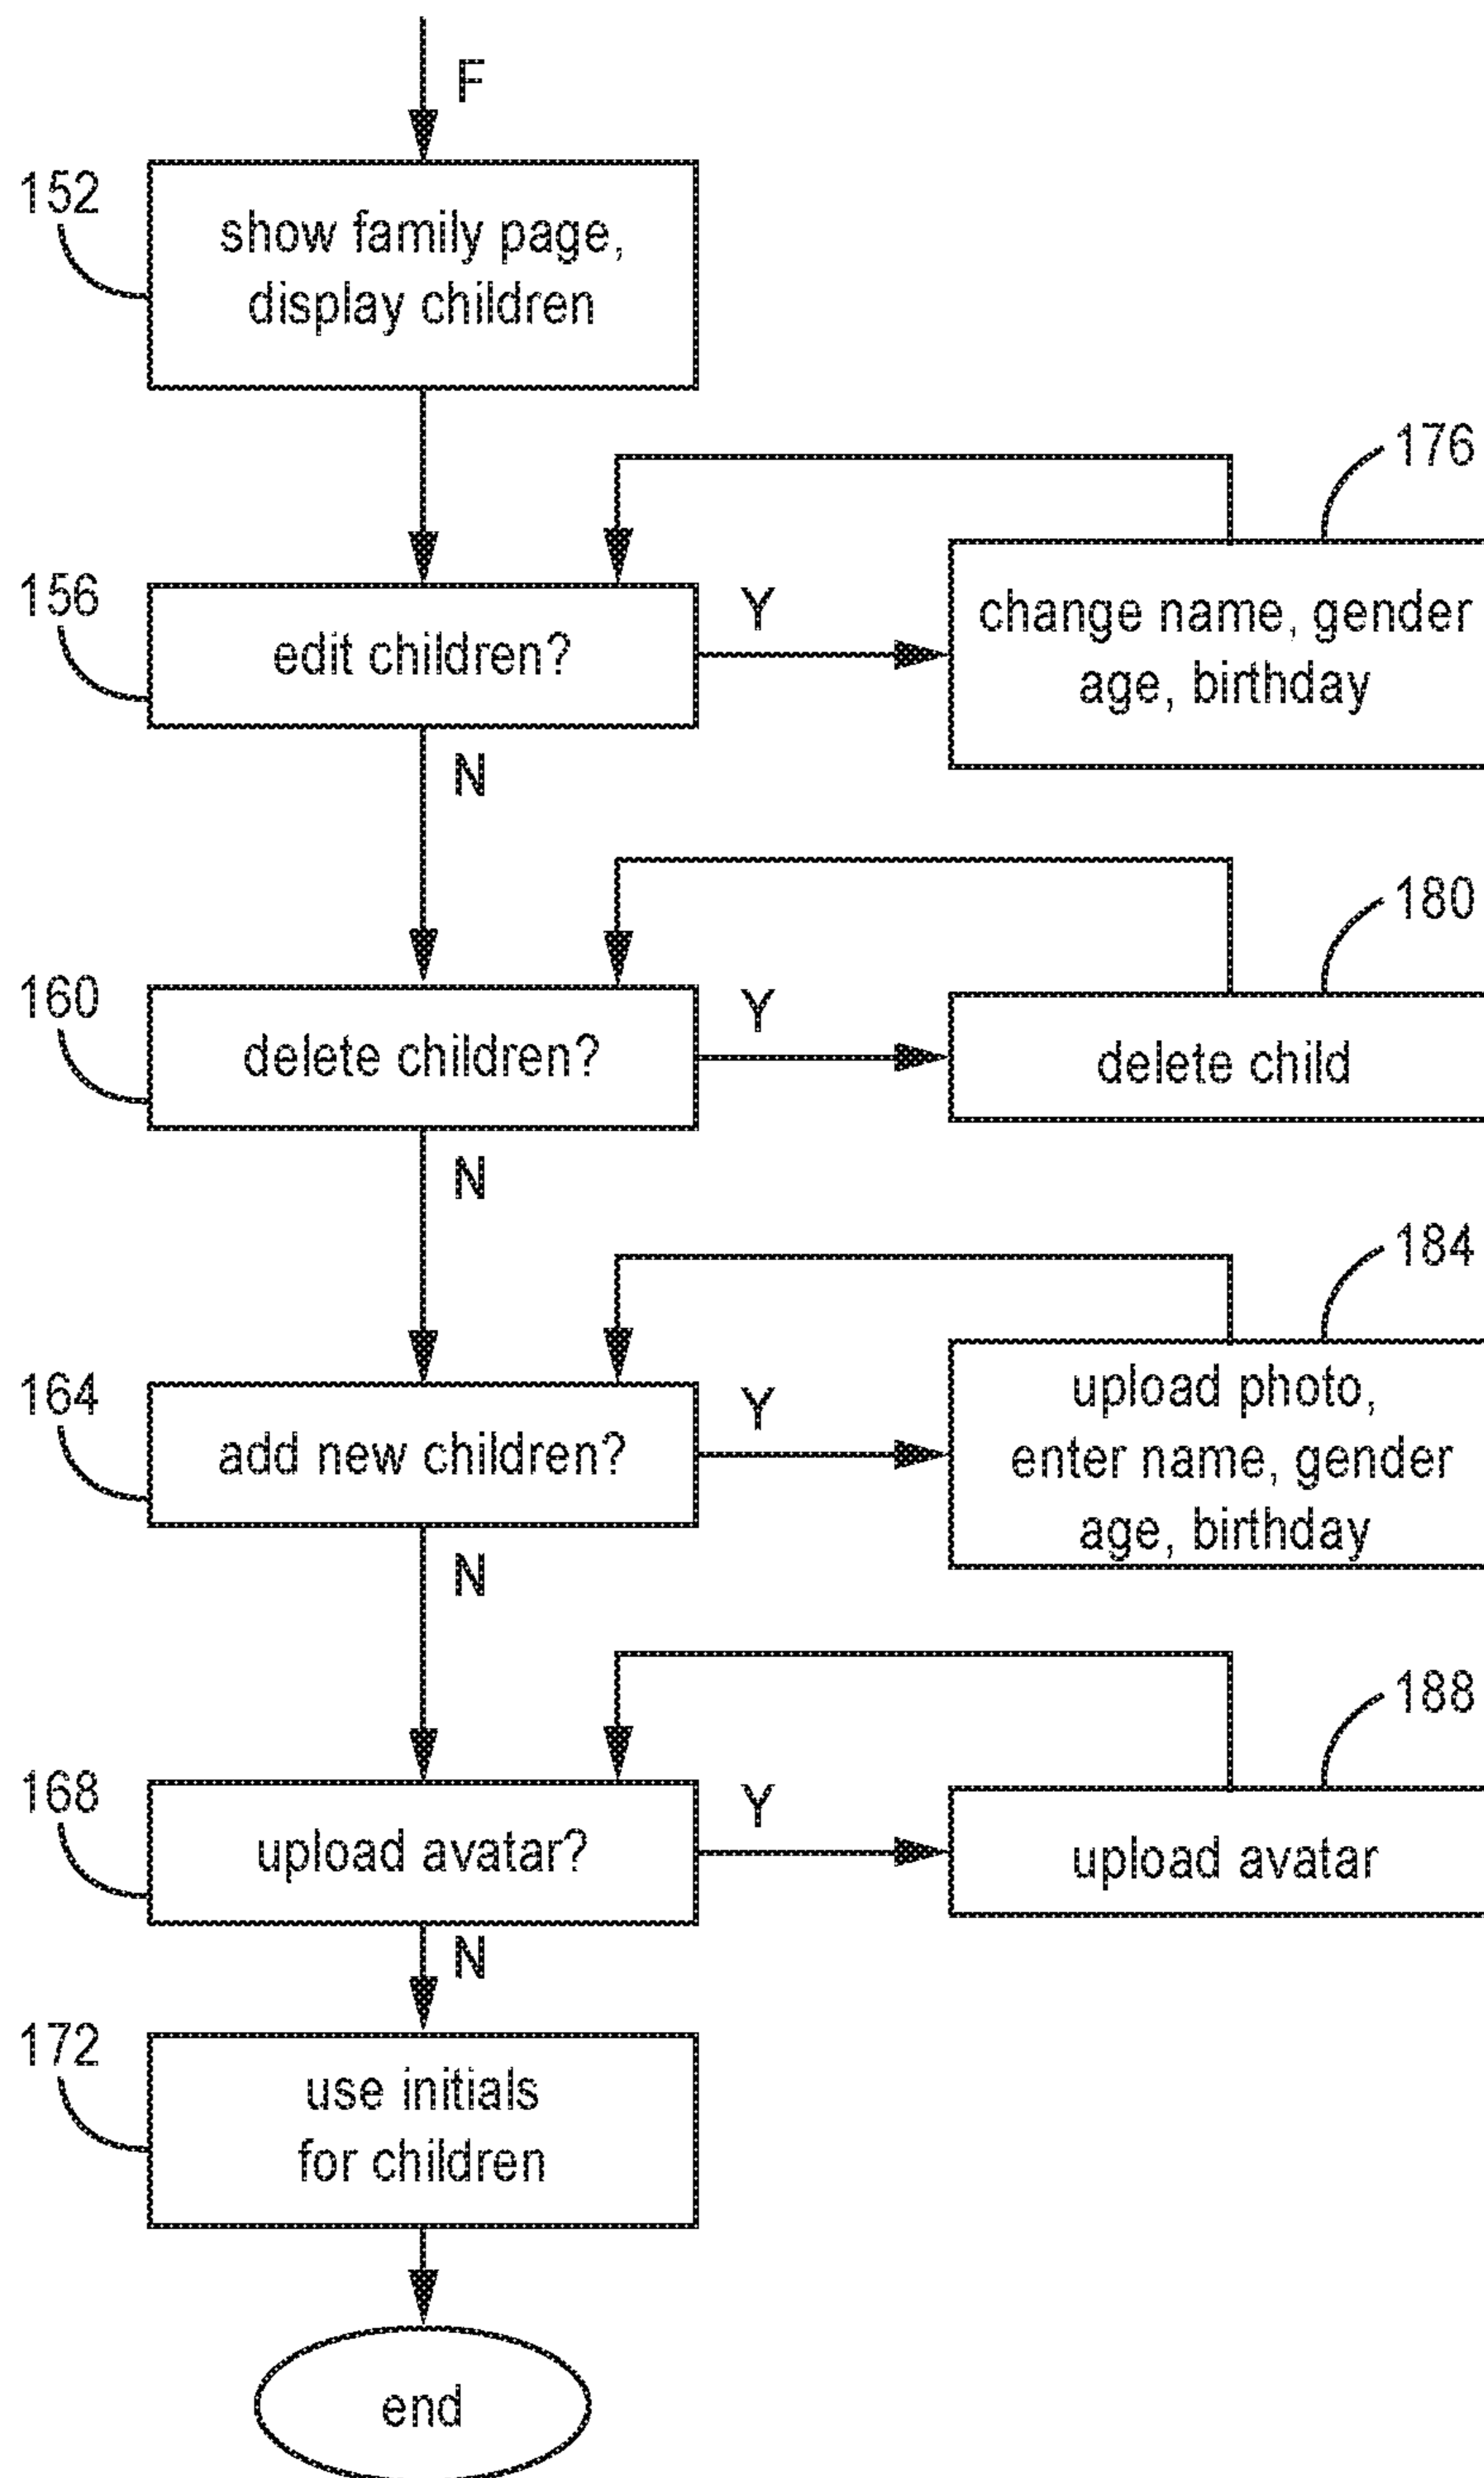 F
152
show family page,
display children
176
156
edit children?
Y
change name, gender
age, birthday
N
180
160
delete children?
Y
delete child
N
184
164
add new children?
Y
upload photo,
enter name, gender
age, birthday
N
188
168
upload avatar?
Y
upload avatar
N
172
use initials
for children
end